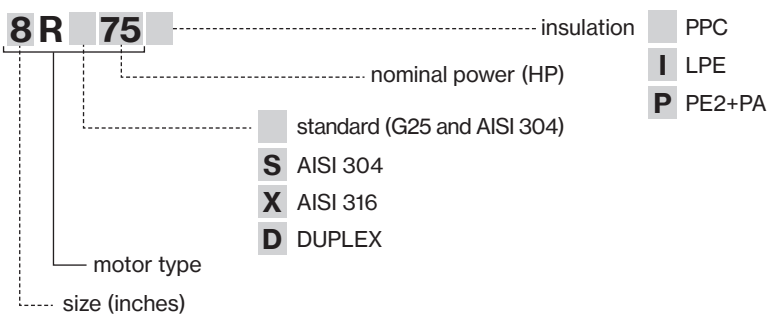 8 R 75 insulation PPC
nominal power (HP) I LPE
P PE2+PA
standard (G25 and AISI 304)
S AISI 304
X AISI 316
D DUPLEX
motor type
size (inches)